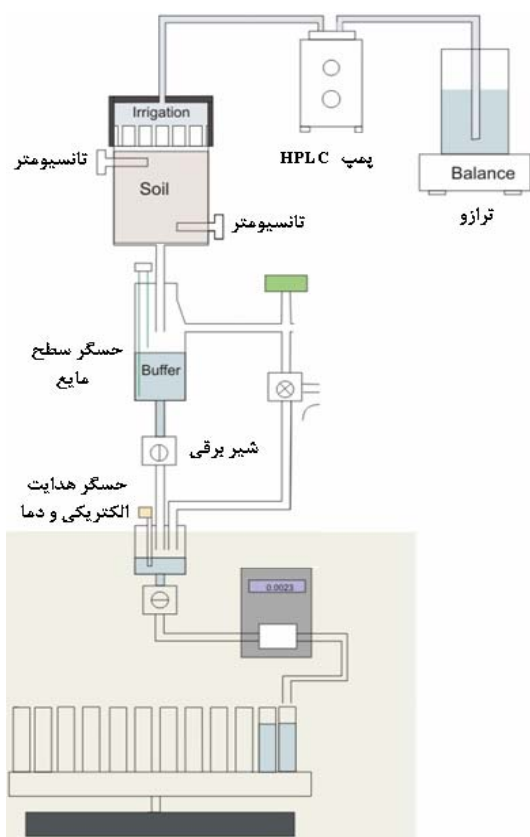 Irrigation
پمپ HPLC
Balance
ترازو
تانسیومتر
Soil
تانسیومتر
حسگر سطح
مایع
Buffer
شیر برقی
حسگر هدایت
الکتریکی و دما
0.0023